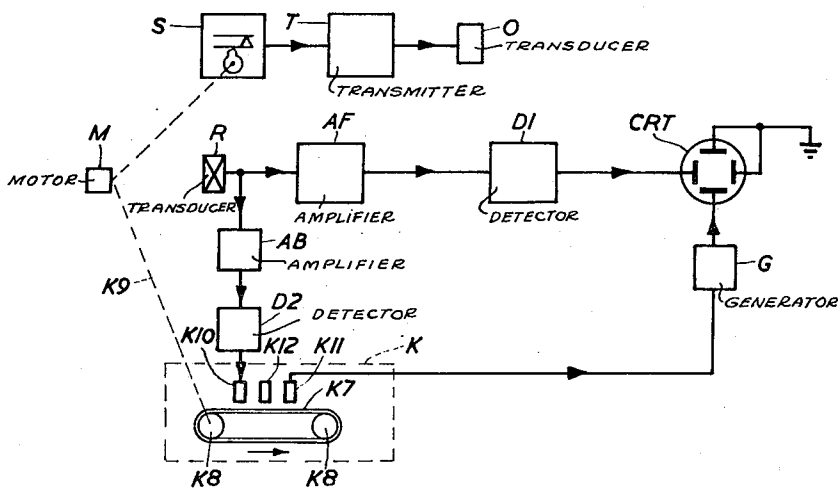 S T O
TRANSDUCER
TRANSMITTER
M R AF D1 CRT
MOTOR
TRANSDUCER AMPLIFIER DETECTOR
AB
AMPLIFIER
G
GENERATOR
K9
D2
DETECTOR
K10 K12 K11 K
K7
K8 K8